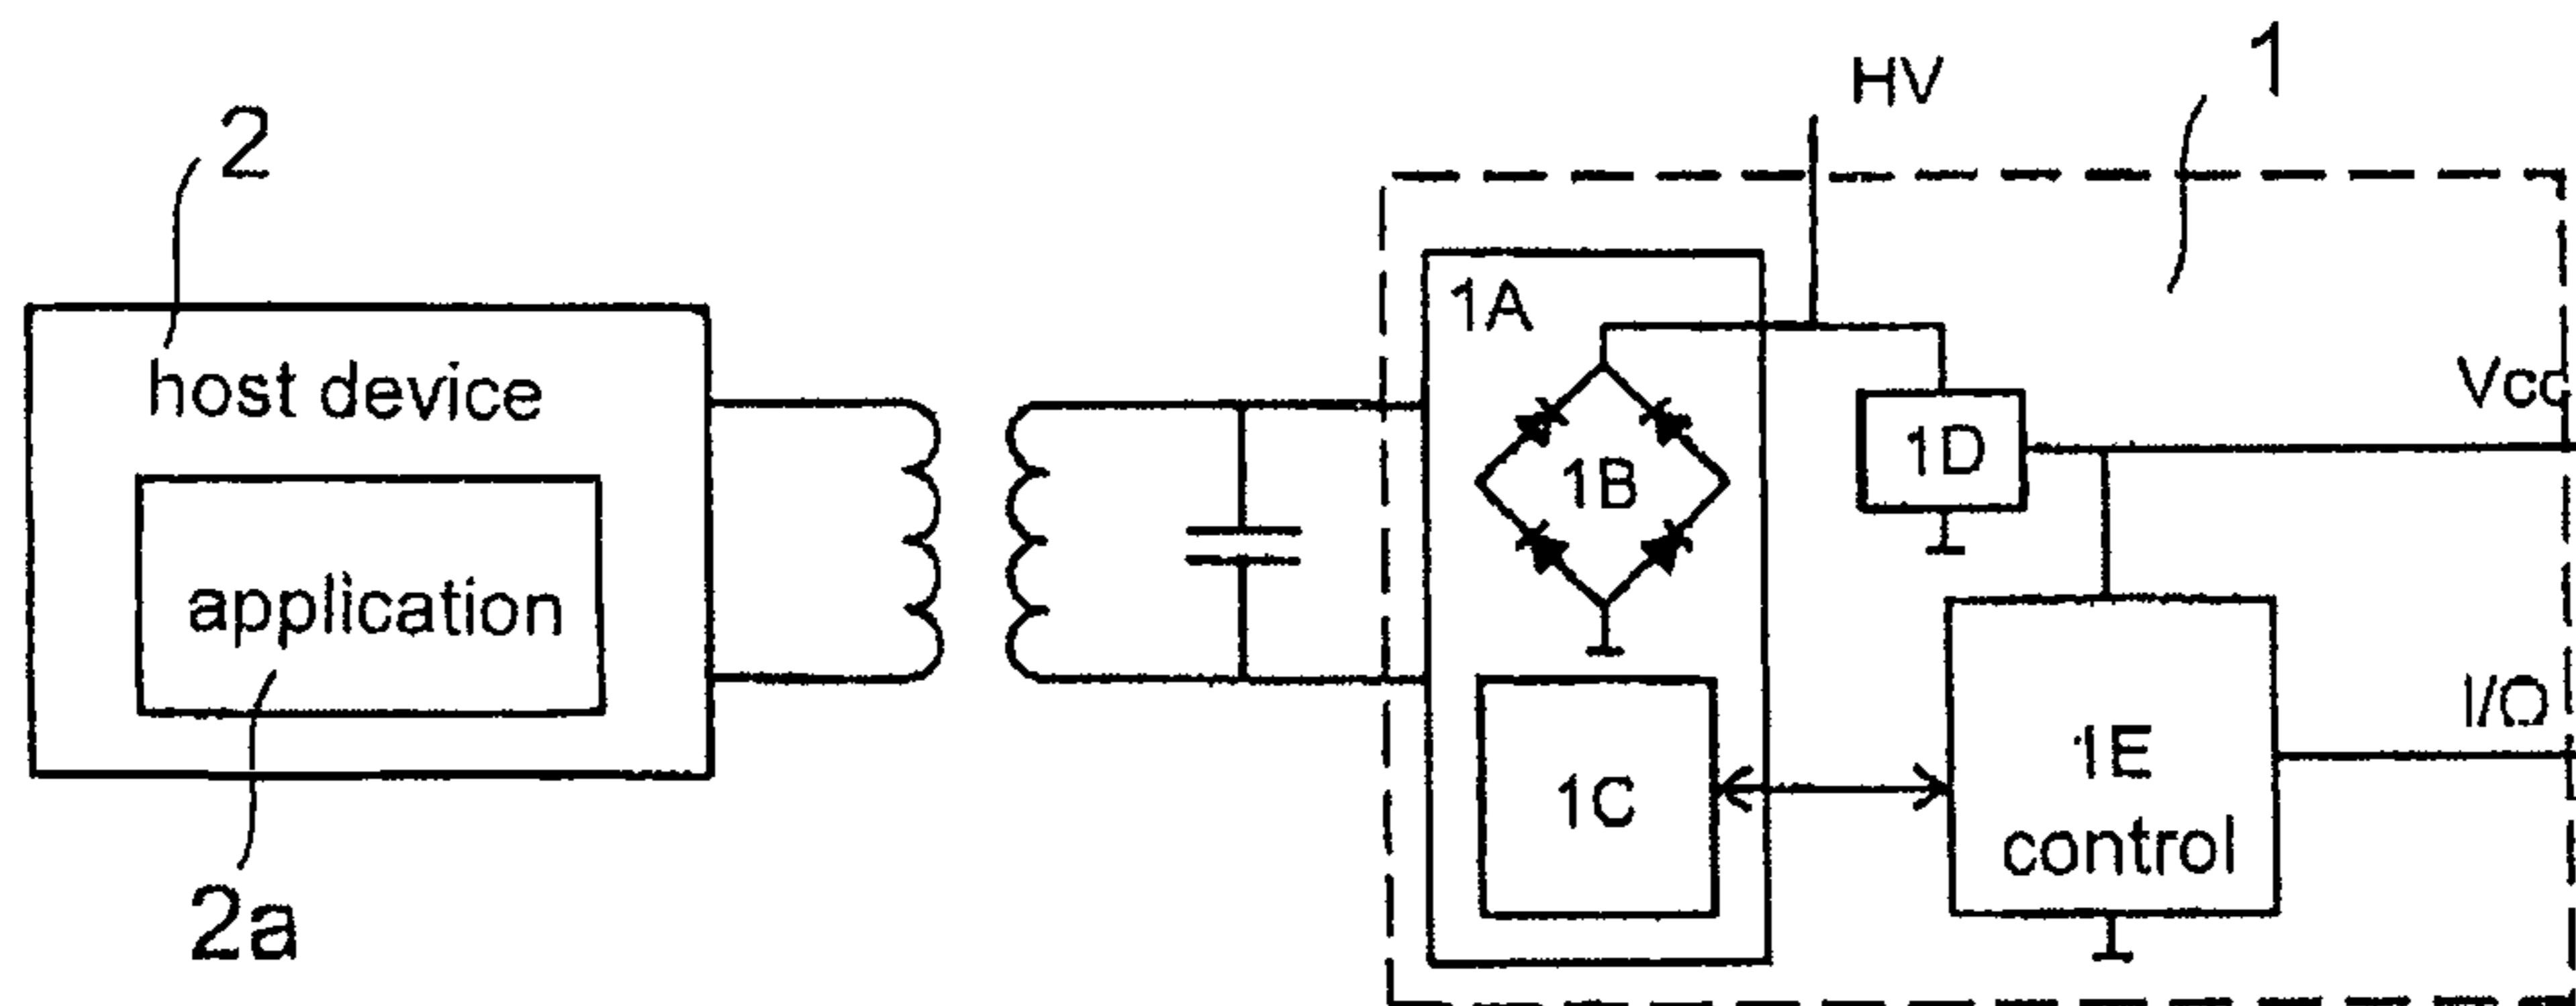 1
HV
2
1A
host device
Vcc
1D
1B
application
I/O
1E
1C
control
2a